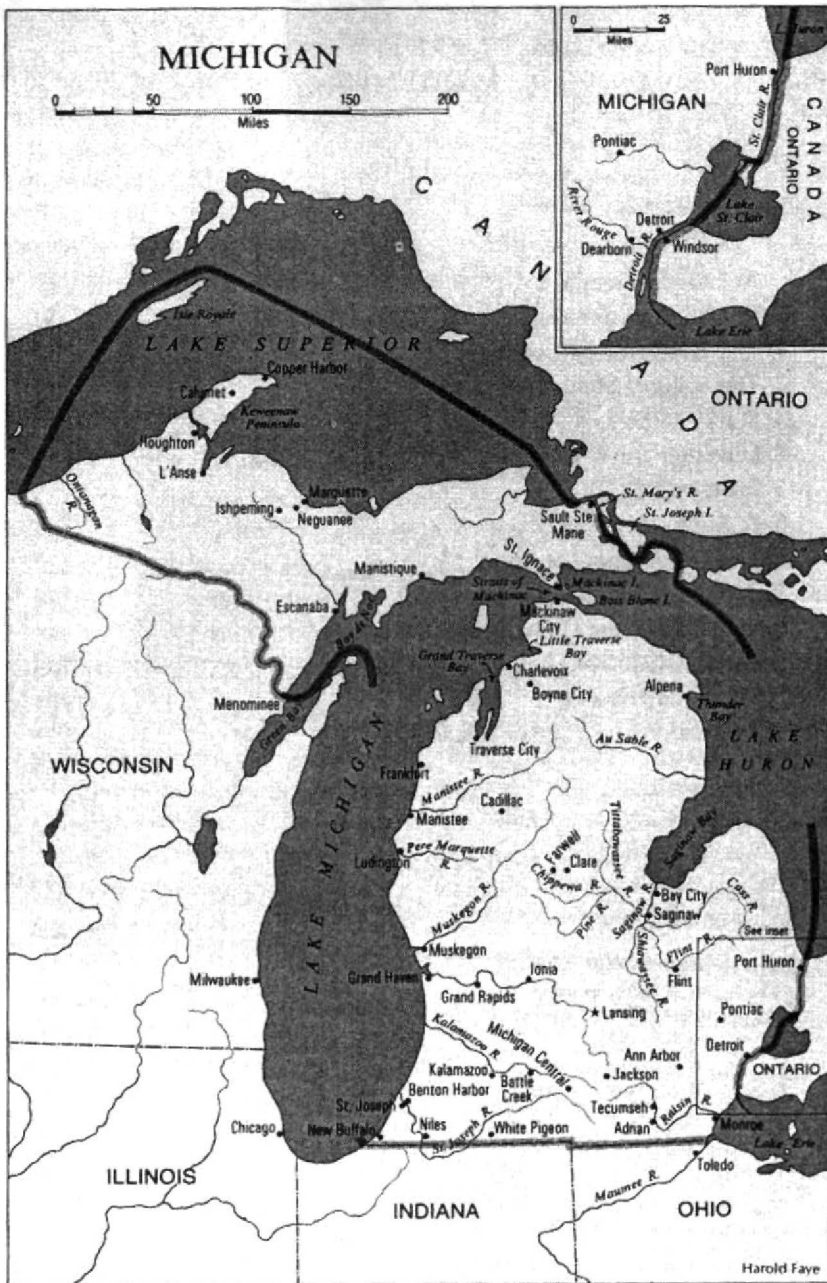 MICHIGAN
0 50 100 150 200
Miles
0 25
Miles
L. Huron
Port Huron
MICHIGAN
St. Clair R.
CANADA
ONTARIO
Pontiac
Lake
St. Clair
River Rouge
Detroit
Dearborn
Windsor
Detroit R.
Lake Erie
CANADA
Isle Royale
LAKE SUPERIOR
Copper Harbor
Calumet
Keweenaw
Peninsula
ONTARIO
Houghton
L'Anse
Ontonagon
R.
Marquette
Ishpeming
Neguanee
St. Mary's R.
St. Joseph I.
Sault Ste
Mane
St. Ignace
Manistique
Straits of
Mackinac
Mackinac I.
Bois Blanc I.
Escanaba
Mackinaw
City
Bay de Noc
Little Traverse
Bay
Grand Traverse
Bay
Charlevoix
Boyne City
Alpena
Thunder
Bay
Menominee
Green Bay
LAKE
HURON
Traverse City
Au Sable R.
WISCONSIN
Frankfort
Manistee R.
Cadillac
Manistee
LAKE MICHIGAN
Tittabawassee R.
Saginaw Bay
Pere Marquette
R.
Ludington
Farwell
Clare
Chippewa R.
Bay City
Cass R.
Muskegon R.
Pine R.
Saginaw R.
Saginaw
See inset
Muskegon
Shiawassee R.
Flint R.
Flint
Port Huron
Milwaukee
Grand Haven
Ionia
Grand Rapids
Lansing
Pontiac
Kalamazoo R.
Michigan Central
Detroit
Ann Arbor
ONTARIO
Kalamazoo
Battle
Creek
Jackson
Benton Harbor
St. Joseph
Tecumseh
Raisin R.
Adnan
Monroe
Chicago
New Buffalo
Niles
St. Joseph R.
White Pigeon
Lake Erie
Toledo
Maumee R.
ILLINOIS
INDIANA
OHIO
Harold Faye